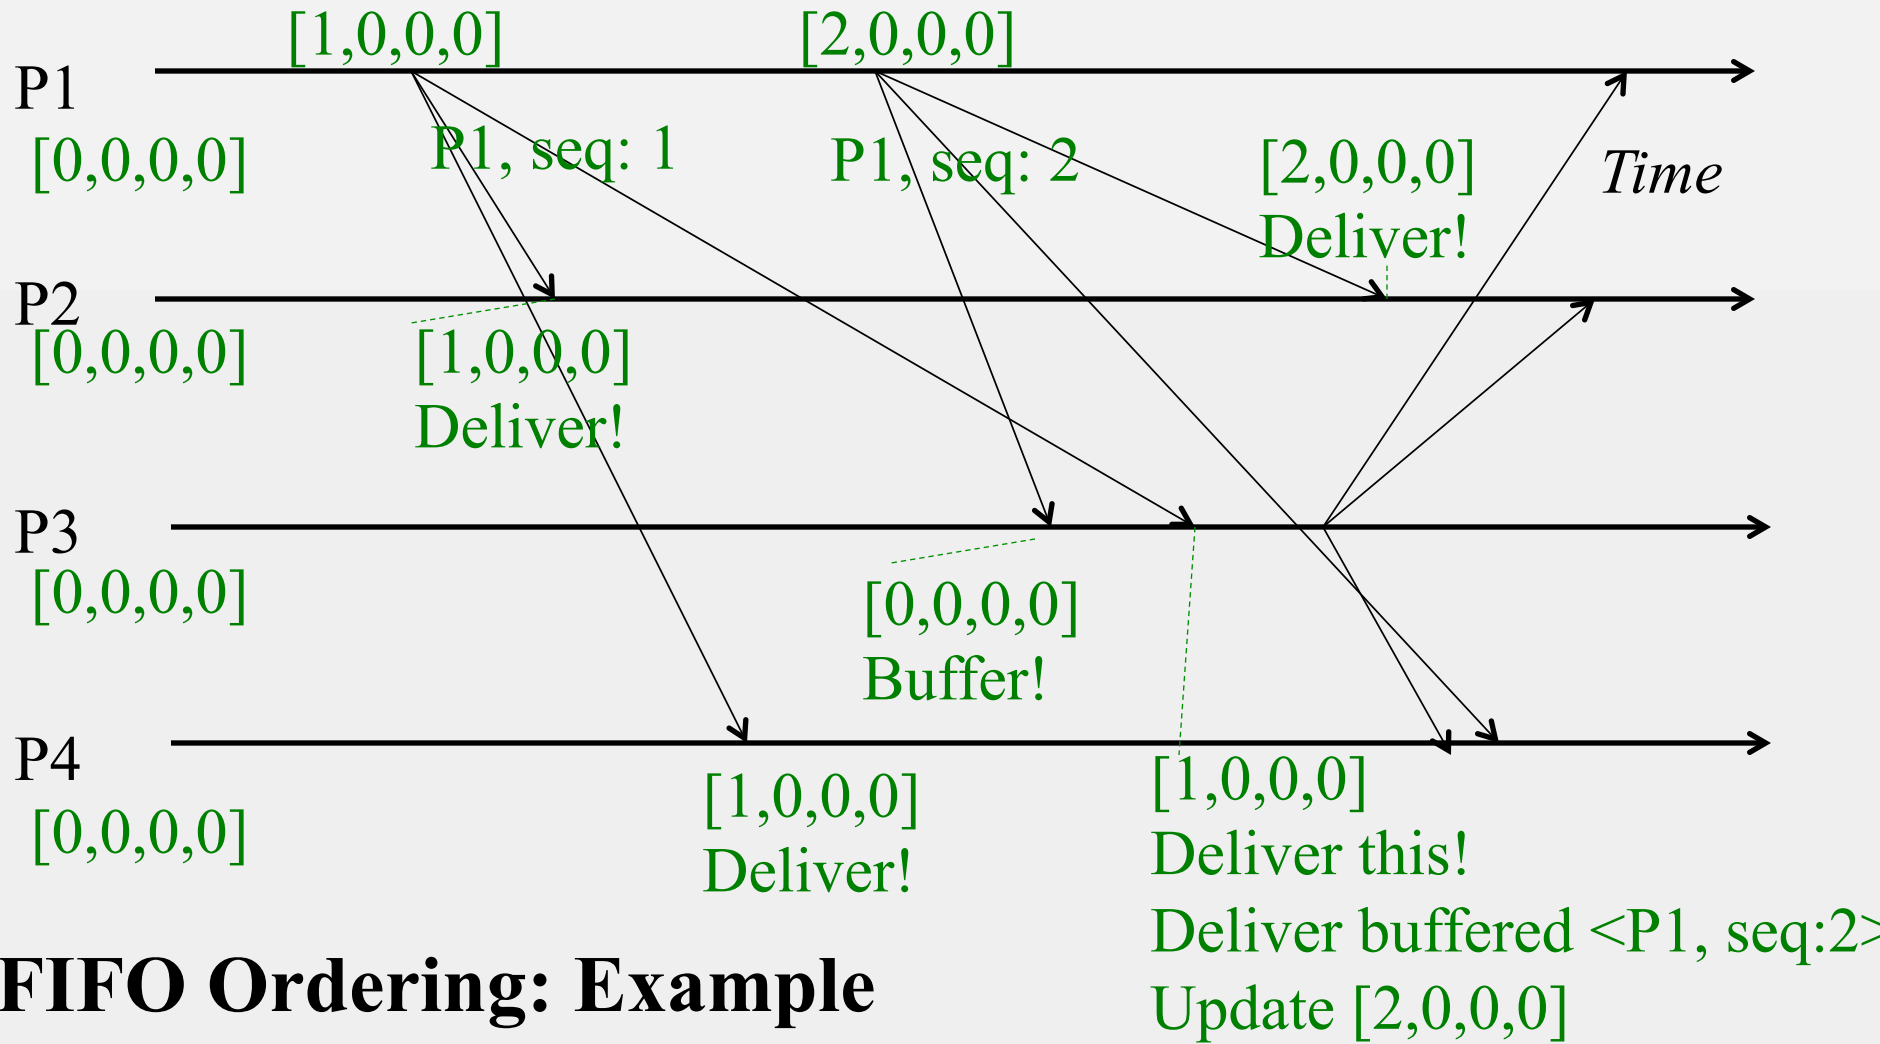 [1,0,0,0]
[2,0,0,0]
P1
[0,0,0,0]
P1, seq: 1
P1, seq: 2
[2,0,0,0]
Deliver!
Time
P2
[0,0,0,0]
[1,0,0,0]
Deliver!
P3
[0,0,0,0]
[0,0,0,0]
Buffer!
P4
[0,0,0,0]
[1,0,0,0]
Deliver!
[1,0,0,0]
Deliver this!
Deliver buffered <P1, seq:2>
Update [2,0,0,0]
FIFO Ordering: Example